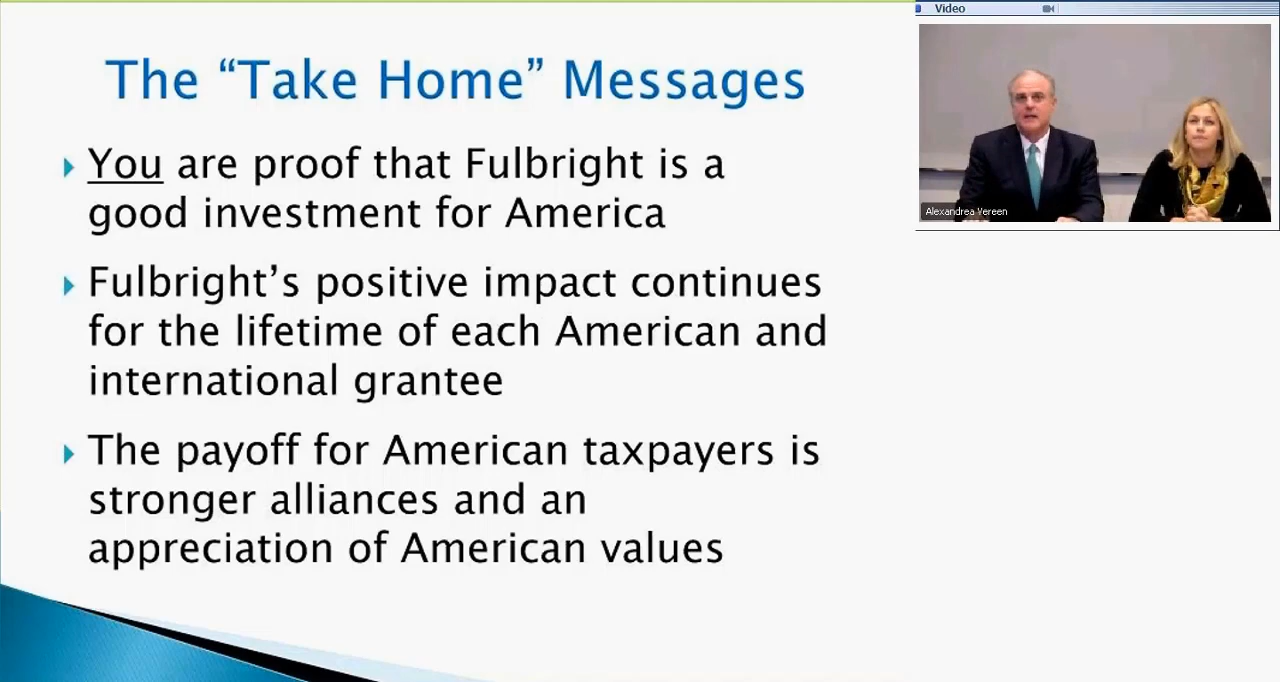 The “Take Home” Messages
You are proof that Fulbright is a
good investment for America
Fulbright’s positive impact continues
for the lifetime of each American and
international grantee
The payoff for American taxpayers is
stronger alliances and an
appreciation of American values
Video
Alexandrea Yereen